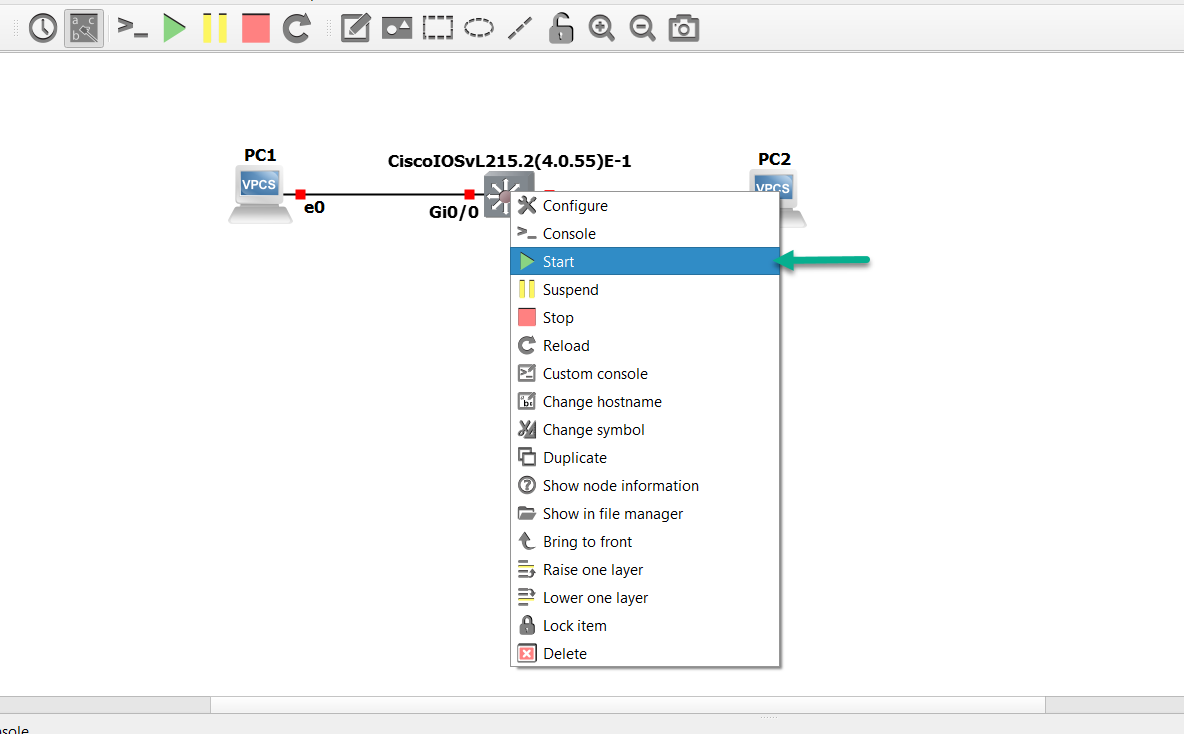 PC1
CiscoIOSvL215.2(4.0.55)E-1
PC2
VPCS
VPCS
e0
Gi0/0
Configure
Console
Start
Suspend
Stop
Reload
Custom console
Change hostname
Change symbol
Duplicate
Show node information
Show in file manager
Bring to front
Raise one layer
Lower one layer
Lock item
Delete